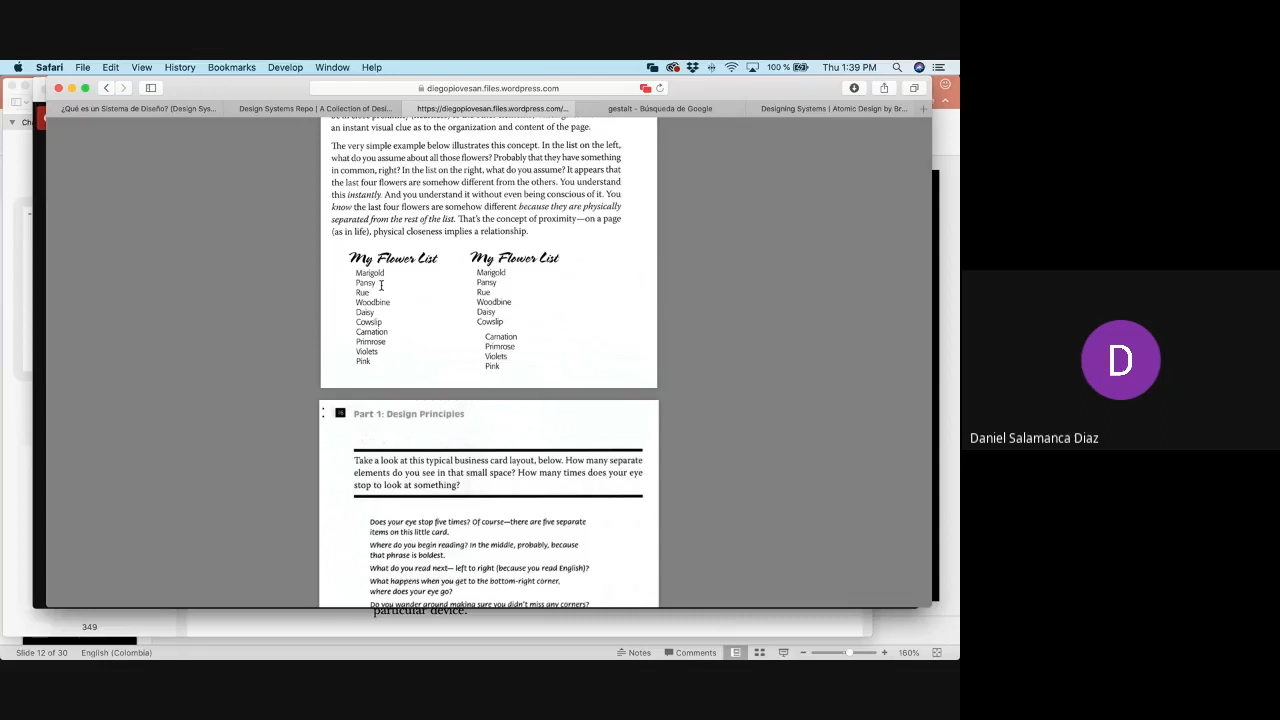 Safari File Edit View History Bookmarks Develop Window Help 100 % Thu 1:39 PM
diegopiovesan.files.wordpress.com
¿Qué es un Sistema de Diseño? (Design Sys... Design Systems Repo | A Collection of Desi... https://diegopiovesan.files.wordpress.com/... gestalt - Búsqueda de Google Designing Systems | Atomic Design by Br...
an instant visual clue as to the organization and content of the page.
The very simple example below illustrates this concept. In the list on the left,
what do you assume about all those flowers? Probably that they have something
in common, right? In the list on the right, what do you assume? It appears that
the last four flowers are somehow different from the others. You understand
this instantly. And you understand it without even being conscious of it. You
know the last four flowers are somehow different because they are physically
separated from the rest of the list. That's the concept of proximity—on a page
(as in life), physical closeness implies a relationship.
My Flower List
Marigold
Pansy
Rue
Woodbine
Daisy
Cowslip
Carnation
Primrose
Violets
Pink
My Flower List
Marigold
Pansy
Rue
Woodbine
Daisy
Cowslip
Carnation
Primrose
Violets
Pink
Part 1: Design Principles
Take a look at this typical business card layout, below. How many separate
elements do you see in that small space? How many times does your eye
stop to look at something?
Does your eye stop five times? Of course—there are five separate
items on this little card.
Where do you begin reading? In the middle, probably, because
that phrase is boldest.
What do you read next—left to right (because you read English)?
What happens when you get to the bottom-right corner,
where does your eye go?
Do you wander around making sure you didn't miss any corners?
particular device.
349
Slide 12 of 30 English (Colombia) Notes Comments 160%
D
Daniel Salamanca Diaz